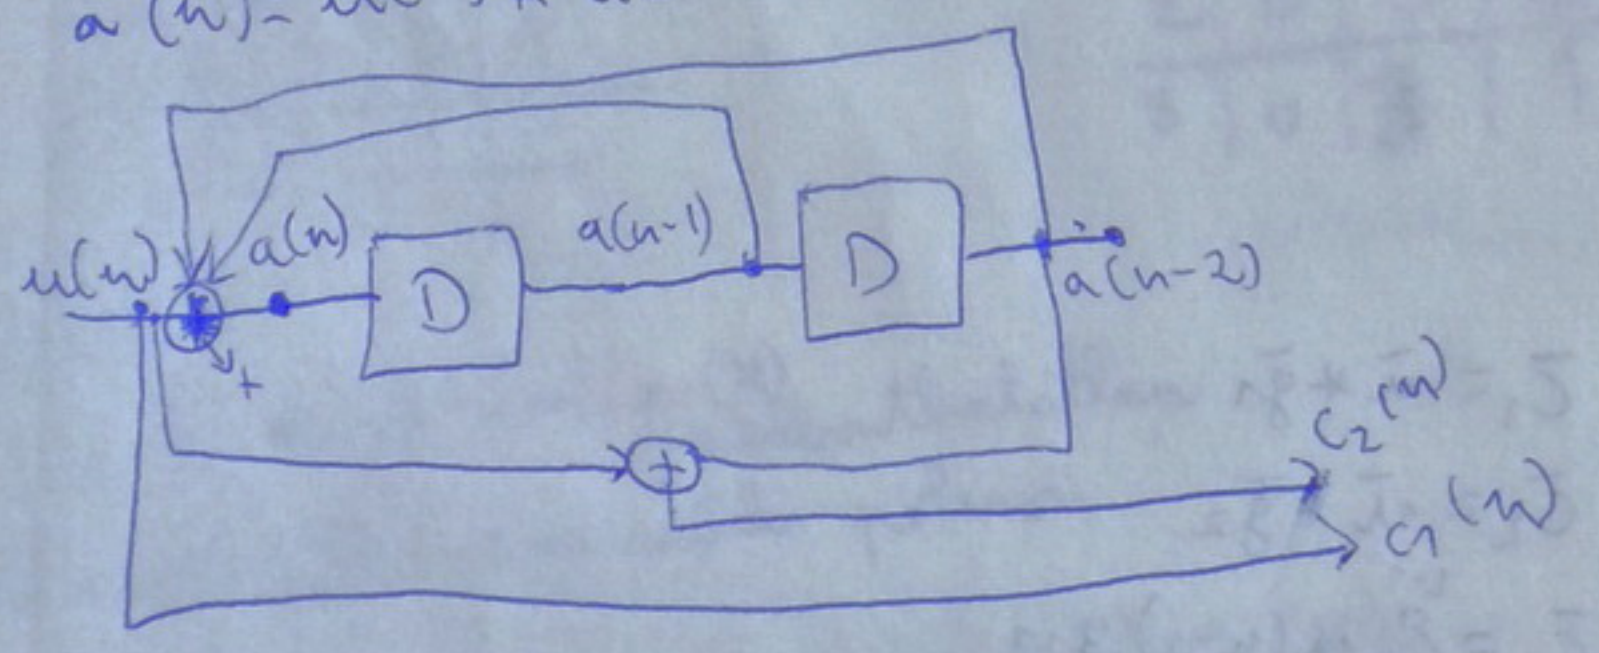 a(n)=
u(n) a(n) D a(n-1) D a(n-2)
+
+
c₂(n)
c₁(n)